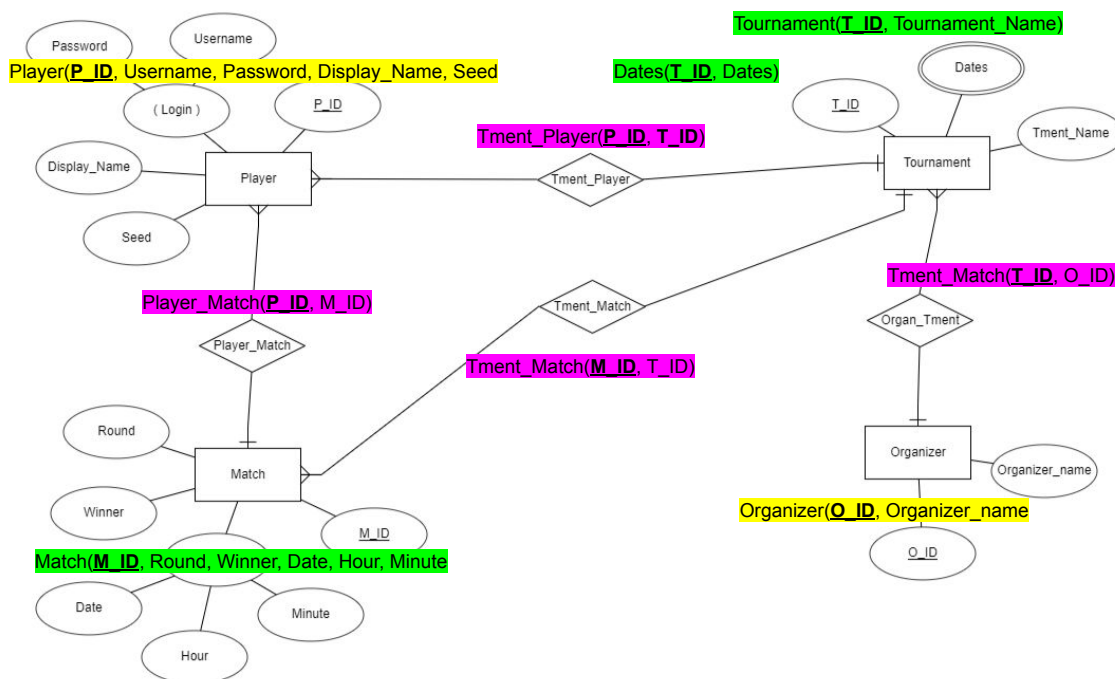 Tournament(T_ID, Tournament_Name)
Password
Username
Player(P_ID, Username, Password, Display_Name, Seed
Dates(T_ID, Dates)
Dates
( Login )
P_ID
T_ID
Tment_Name
Tment_Player(P_ID, T_ID)
Display_Name
Player
Tment_Player
Tournament
Seed
Tment_Match(T_ID, O_ID)
Player_Match(P_ID, M_ID)
Tment_Match
Organ_Tment
Player_Match
Tment_Match(M_ID, T_ID)
Round
Organizer
Match
Organizer_name
Winner
Organizer(O_ID, Organizer_name
M_ID
O_ID
Match(M_ID, Round, Winner, Date, Hour, Minute
Date
Minute
Hour